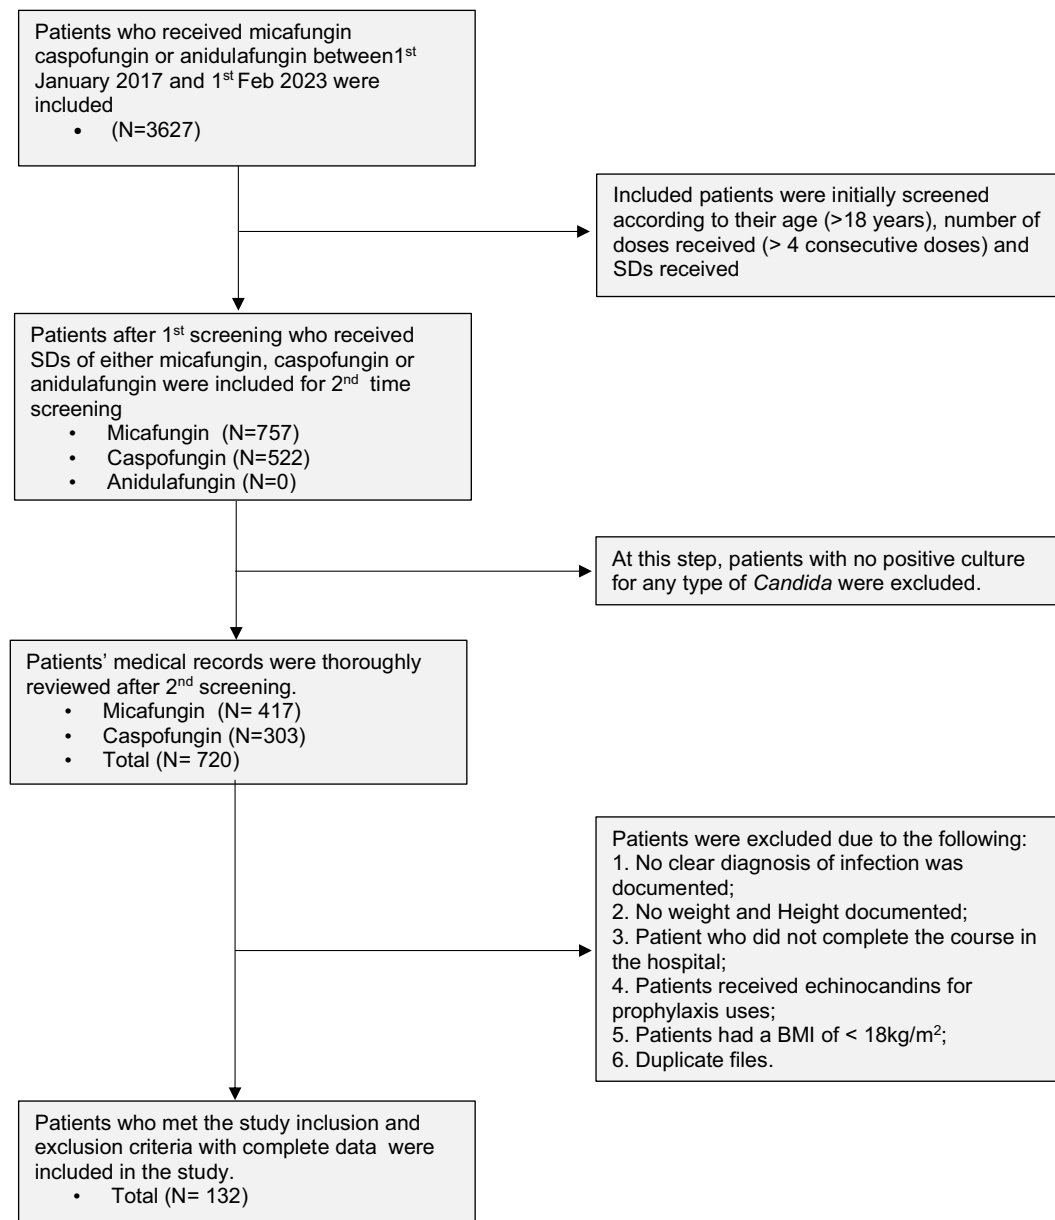 Patients who received micafungin
caspofungin or anidulafungin between1st
January 2017 and 1st Feb 2023 were
included
• (N=3627)
Included patients were initially screened
according to their age (>18 years), number of
doses received (> 4 consecutive doses) and
SDs received
Patients after 1st screening who received
SDs of either micafungin, caspofungin or
anidulafungin were included for 2nd time
screening
• Micafungin (N=757)
• Caspofungin (N=522)
• Anidulafungin (N=0)
At this step, patients with no positive culture
for any type of Candida were excluded.
Patients’ medical records were thoroughly
reviewed after 2nd screening.
• Micafungin (N= 417)
• Caspofungin (N=303)
• Total (N= 720)
Patients were excluded due to the following:
1. No clear diagnosis of infection was
documented;
2. No weight and Height documented;
3. Patient who did not complete the course in
the hospital;
4. Patients received echinocandins for
prophylaxis uses;
5. Patients had a BMI of < 18kg/m2;
6. Duplicate files.
Patients who met the study inclusion and
exclusion criteria with complete data were
included in the study.
• Total (N= 132)